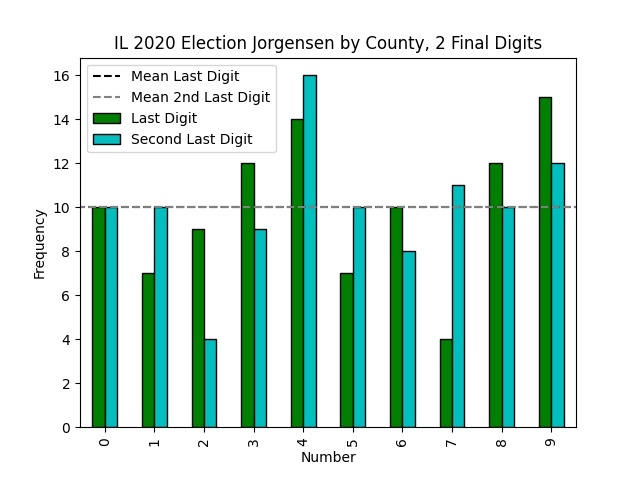 IL 2020 Election Jorgensen by County, 2 Final Digits
Mean Last Digit
Mean 2nd Last Digit
Last Digit
Second Last Digit
16
14
12
10
8
6
4
2
0
Frequency
0 1 2 3 4 5 6 7 8 9
Number